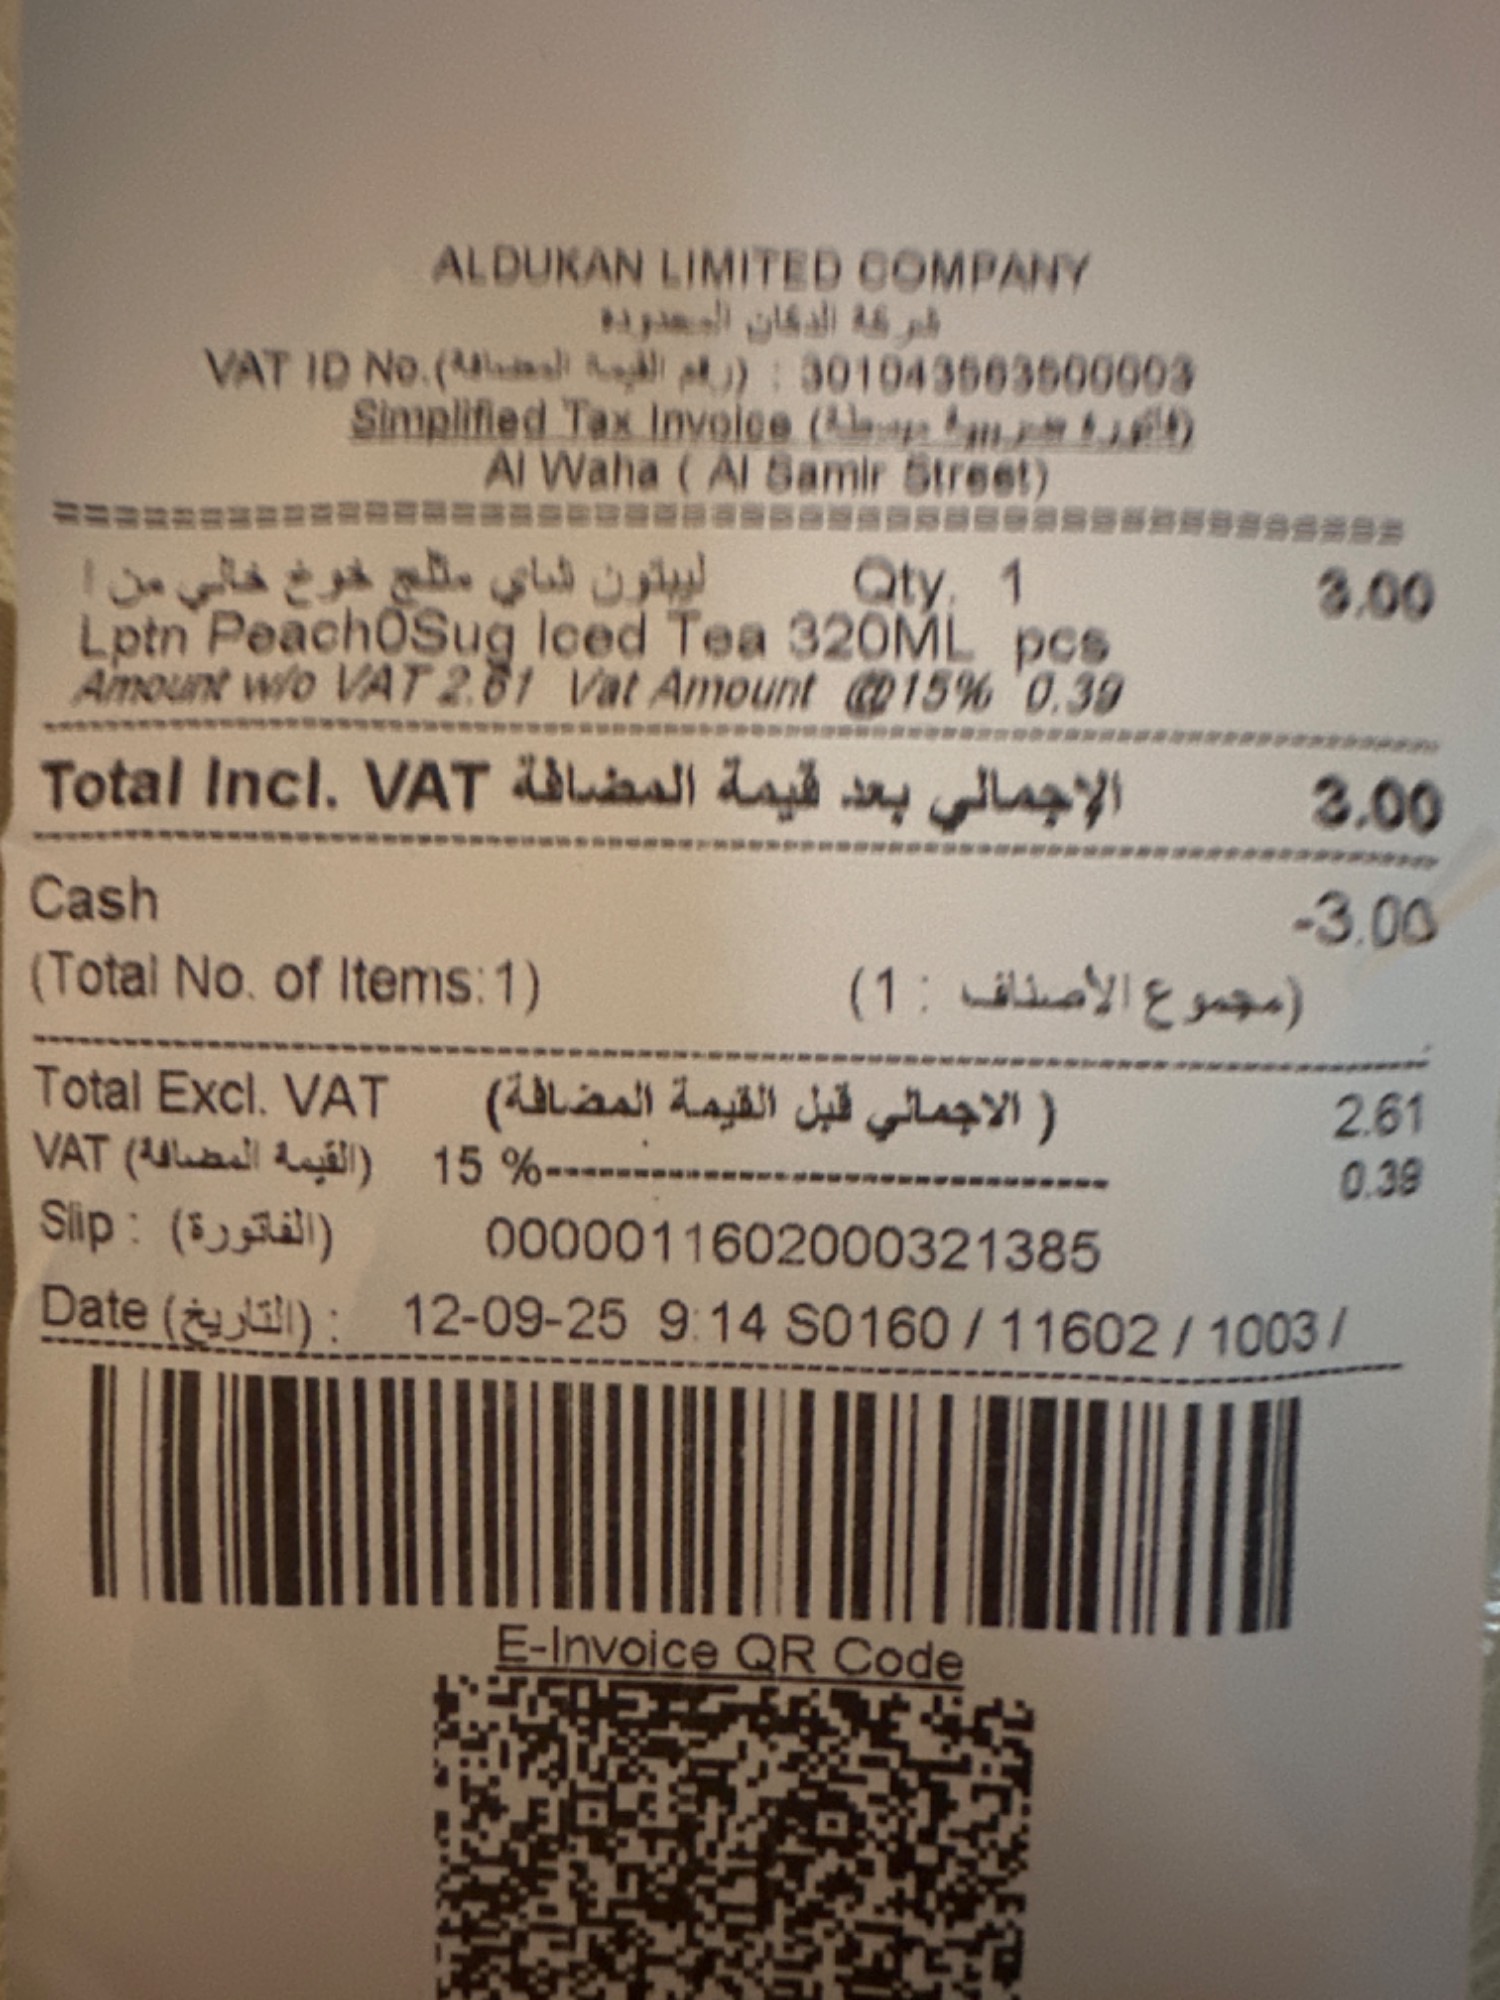 ALDUKAN LIMITED COMPANY
شركة الدكان المحدودة
VAT ID No.(رقم القيمة المضافة) : 301043563500003
Simplified Tax Invoice (فاتورة ضريبية مبسطة)
Al Waha ( Al Samir Street)
ليبتون شاي مثلج خوخ خالي من ا Qty. 1 3.00
Lptn Peach0Sug Iced Tea 320ML pcs
Amount w/o VAT 2.61 Vat Amount @15% 0.39
Total Incl. VAT الإجمالي بعد قيمة المضافة 3.00
Cash -3.00
(Total No. of Items:1) (مجموع الأصناف : 1)
Total Excl. VAT (الاجمالي قبل القيمة المضافة ) 2.61
VAT (القيمة المضافة) 15 %------------------------------- 0.39
Slip : (الفاتورة) 0000011602000321385
Date (التاريخ) : 12-09-25 9:14 S0160 / 11602 / 1003 /
E-Invoice QR Code